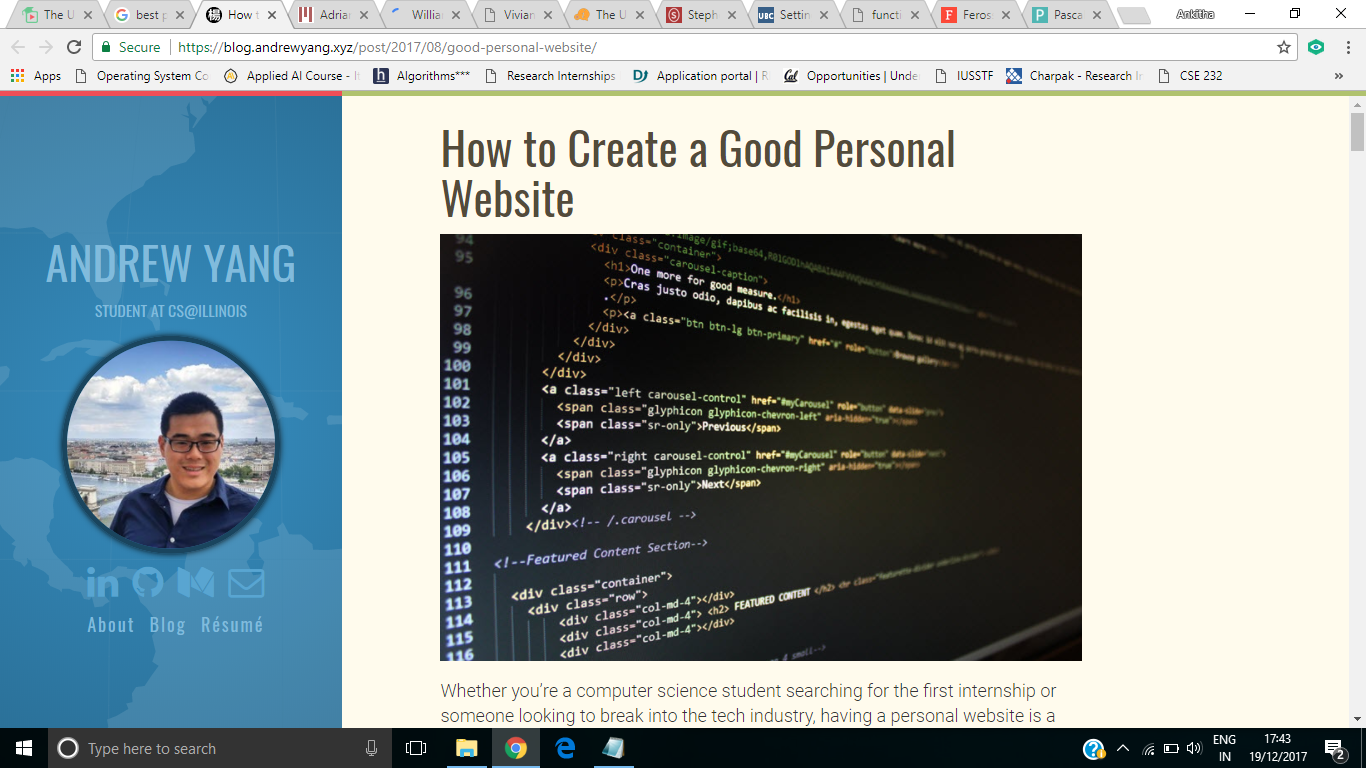 The U
best p
How t
Adrian
Willia
Vivian
The U
Steph
UBC
Settin
functi
Feros
Pasca
Ankitha
Secure
https://blog.andrewyang.xyz/post/2017/08/good-personal-website/
Apps
Operating System Co
Applied AI Course - I
Algorithms***
Research Internships
Application portal |
Opportunities | Unde
IUSSTF
Charpak - Research I
CSE 232
ANDREW YANG
STUDENT AT CS@ILLINOIS
About Blog Résumé
How to Create a Good Personal
Website
94
95
96
97
98
99
100
101
102
103
104
105
106
107
108
109
110
111
112
113
114
115
116
class="container">
<div class="carousel-caption">
<h1>One more for good measure.</h1>
<p>Cras justo odio, dapibus ac facilisis in, egestas eget quam.
.</p>
<p><a class="btn btn-lg btn-primary" href="#" role="button">
</div>
</div>
</div>
</div>
<a class="left carousel-control" href="#myCarousel" role="button"
<span class="glyphicon glyphicon-chevron-left" aria-hidden="true"></span>
<span class="sr-only">Previous</span>
</a>
<a class="right carousel-control" href="#myCarousel" role="button"
<span class="glyphicon glyphicon-chevron-right" aria-hidden="true"></span>
<span class="sr-only">Next</span>
</a>
</div><!-- /.carousel -->
<!--Featured Content Section-->
<div class="container">
<div class="row">
<div class="col-md-4"></div>
<div class="col-md-4"> <h2> FEATURED CONTENT </h2>
<div class="col-md-4"></div>
<div class="col-md-4">
Whether you’re a computer science student searching for the first internship or
someone looking to break into the tech industry, having a personal website is a
Type here to search
ENG
IN
17:43
19/12/2017
2